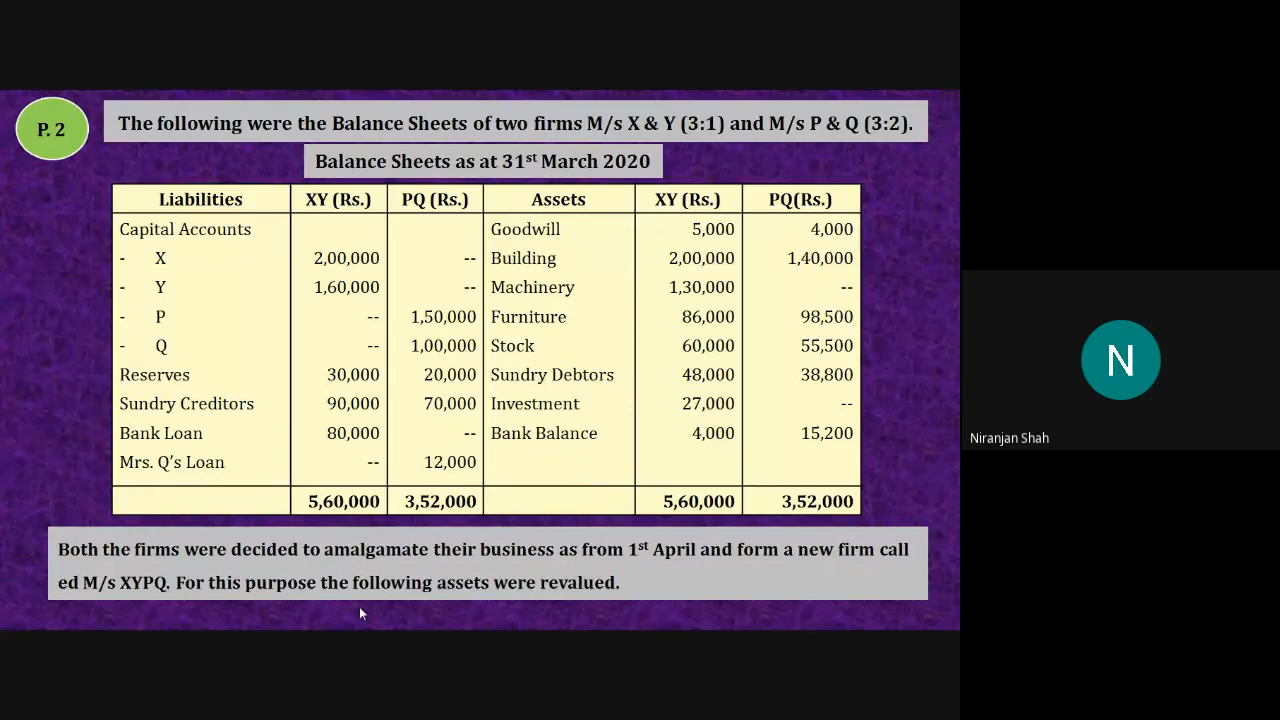 P. 2
The following were the Balance Sheets of two firms M/s X & Y (3:1) and M/s P & Q (3:2).
Balance Sheets as at 31st March 2020
Liabilities XY (Rs.) PQ (Rs.) Assets XY (Rs.) PQ(Rs.)
Capital Accounts Goodwill 5,000 4,000
- X 2,00,000 -- Building 2,00,000 1,40,000
- Y 1,60,000 -- Machinery 1,30,000 --
- P -- 1,50,000 Furniture 86,000 98,500
- Q -- 1,00,000 Stock 60,000 55,500
Reserves 30,000 20,000 Sundry Debtors 48,000 38,800
Sundry Creditors 90,000 70,000 Investment 27,000 --
Bank Loan 80,000 -- Bank Balance 4,000 15,200
Mrs. Q’s Loan -- 12,000
5,60,000 3,52,000 5,60,000 3,52,000
Both the firms were decided to amalgamate their business as from 1st April and form a new firm call
ed M/s XYPQ. For this purpose the following assets were revalued.
N
Niranjan Shah